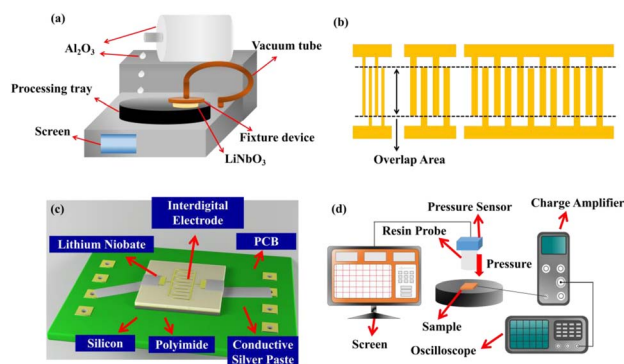 (a)
Al2O3
Vacuum tube
Processing tray
Screen
Fixture device
LiNbO3
(b)
Overlap Area
(c)
Interdigital
Electrode
Lithium Niobate
PCB
Silicon
Polyimide
Conductive
Silver Paste
(d)
Pressure Sensor
Charge Amplifier
Resin Probe
Pressure
Sample
Screen
Oscilloscope